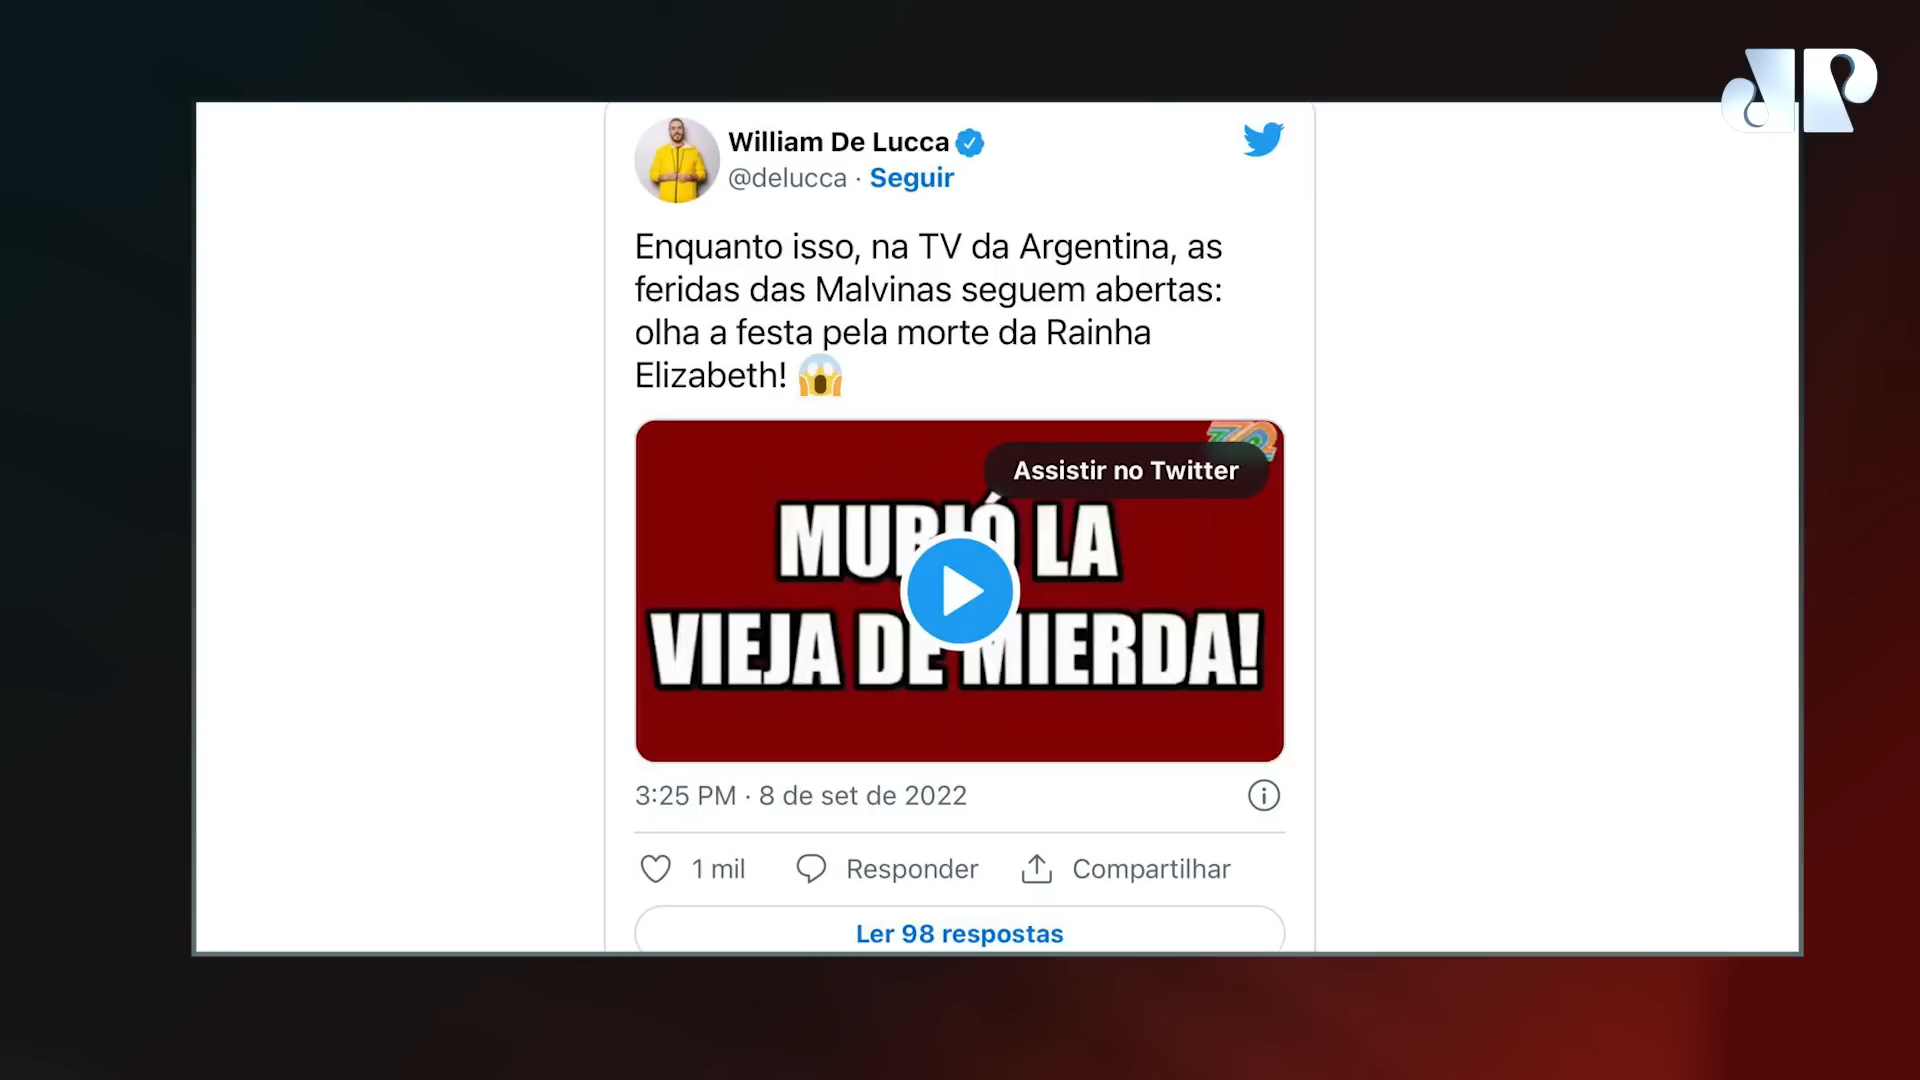 JP
William De Lucca
@delucca · Seguir
Enquanto isso, na TV da Argentina, as
feridas das Malvinas seguem abertas:
olha a festa pela morte da Rainha
Elizabeth! 😱
Assistir no Twitter
MURIÓ LA
VIEJA DE MIERDA!
3:25 PM · 8 de set de 2022
1 mil
Responder
Compartilhar
Ler 98 respostas